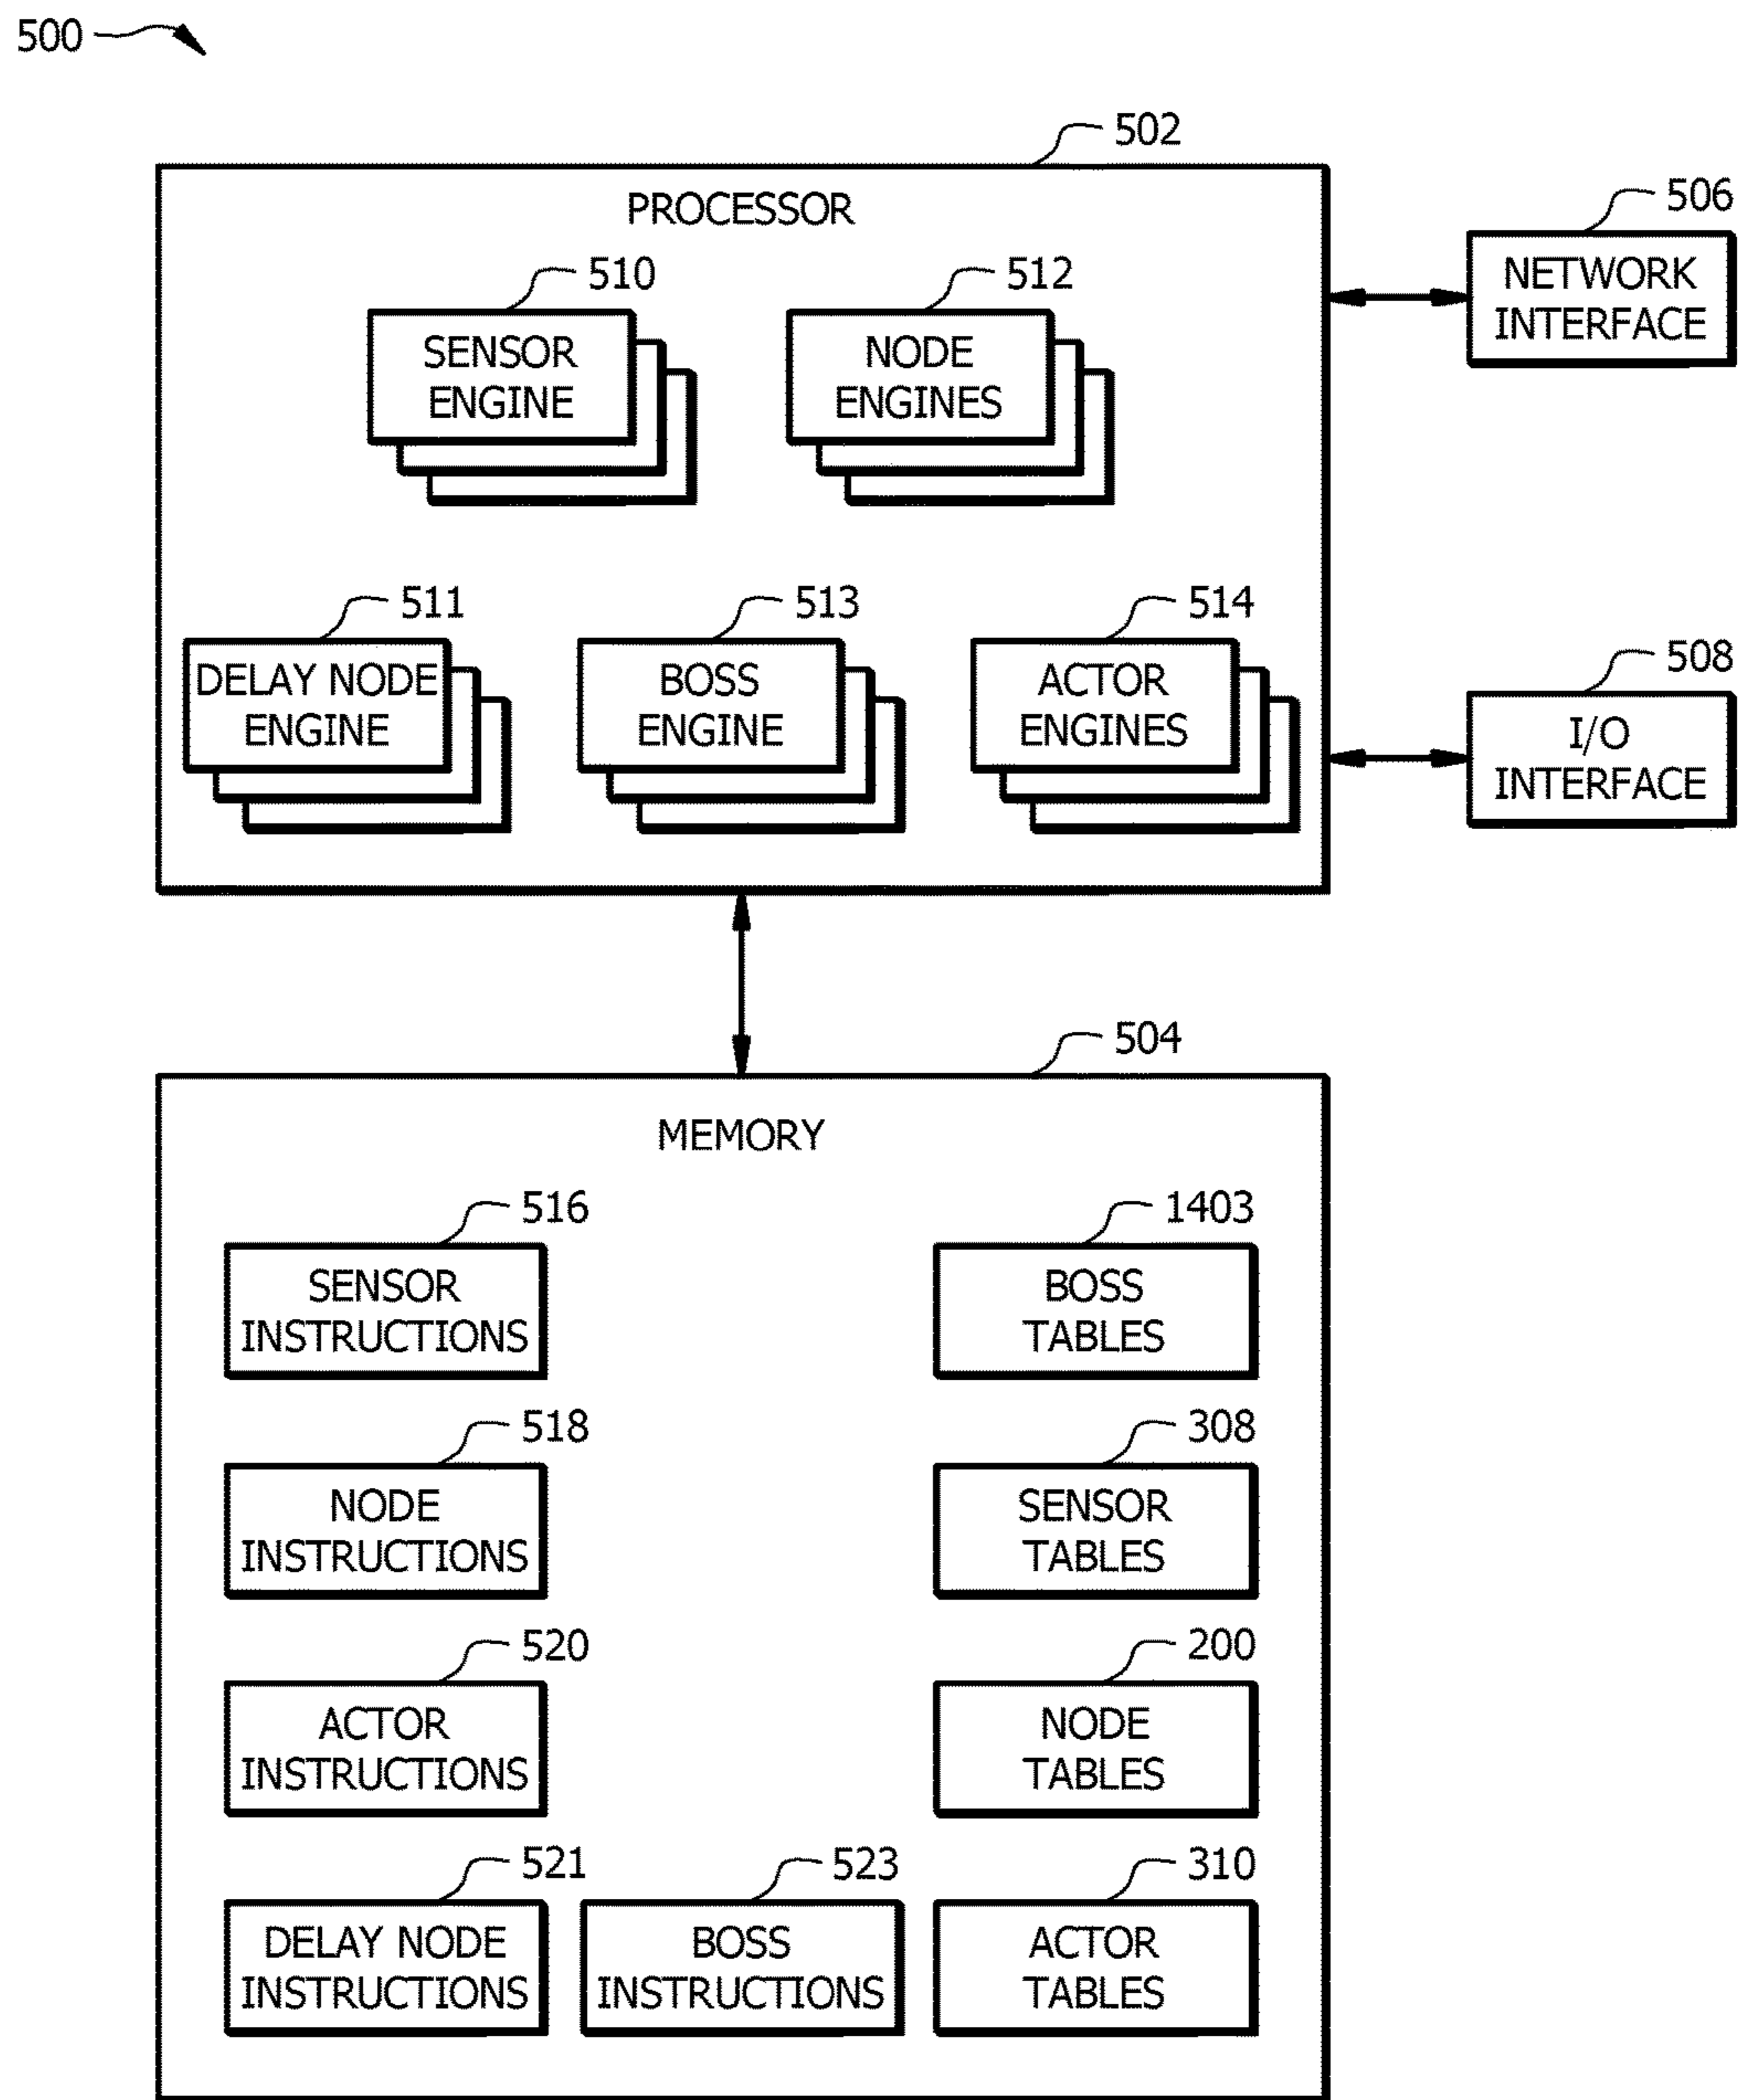 500
502
PROCESSOR
506
NETWORK
INTERFACE
510
SENSOR
ENGINE
512
NODE
ENGINES
511
DELAY NODE
ENGINE
513
BOSS
ENGINE
514
ACTOR
ENGINES
508
I/O
INTERFACE
504
MEMORY
516
SENSOR
INSTRUCTIONS
1403
BOSS
TABLES
518
NODE
INSTRUCTIONS
308
SENSOR
TABLES
520
ACTOR
INSTRUCTIONS
200
NODE
TABLES
521
DELAY NODE
INSTRUCTIONS
523
BOSS
INSTRUCTIONS
310
ACTOR
TABLES